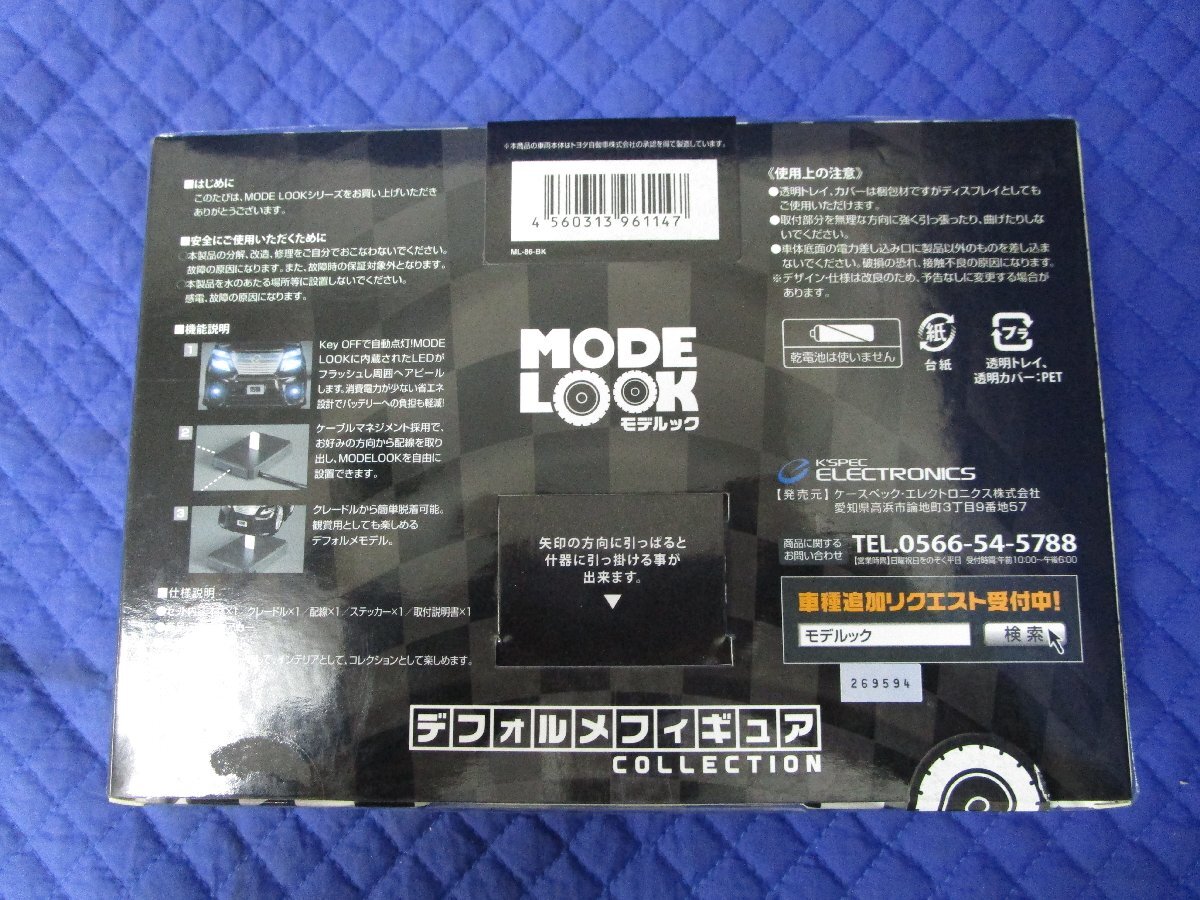 ※本商品の車両本体はトヨタ自動車株式会社の承認を得て製造しています。
4 560313 961147
ML-86-BK
■はじめに
このたびは、MODE LOOKシリーズをお買い上げいただき
ありがとうございます。
■安全にご使用いただくために
○本製品の分解、改造、修理をご自分でおこなわないでください。
故障の原因になります。また、故障時の保証対象外となります。
○本製品を水のあたる場所等に設置しないでください。
感電、故障の原因になります。
■機能説明
1
Key OFFで自動点灯!MODE
LOOKに内蔵されたLEDが
フラッシュし周囲へアピール
します。消費電力が少ない省エネ
設計でバッテリーへの負担も軽減!
2
ケーブルマネジメント採用で、
お好みの方向から配線を取り
出し、MODELOOKを自由に
設置できます。
3
クレードルから簡単脱着可能。
観賞用としても楽しめる
デフォルメモデル。
■仕様説明
クレードル×1/配線×1/ステッカー×1/取付説明書×1
インテリアとして、コレクションとして楽しめます。
MODE
LOOK
モデルック
矢印の方向に引っぱると
什器に引っ掛ける事が
出来ます。
デフォルメフィギュア
COLLECTION
《使用上の注意》
●透明トレイ、カバーは梱包材ですがディスプレイとしても
ご使用いただけます。
●取付部分を無理な方向に強く引っ張ったり、曲げたりしな
いでください。
●車体底面の電力差し込み口に製品以外のものを差し込ま
ないでください。破損の恐れ、接触不良の原因になります。
※デザイン・仕様は改良のため、予告なしに変更する場合が
あります。
乾電池は使いません
紙
台紙
プラ
透明トレイ、
透明カバー:PET
K'SPEC
ELECTRONICS
【発売元】ケースペック・エレクトロニクス株式会社
愛知県高浜市論地町3丁目9番地57
商品に関する
お問い合わせ
TEL.0566-54-5788
【営業時間】日曜祝日をのぞく平日 受付時間:午前10:00〜午後6:00
車種追加リクエスト受付中!
モデルック
検索
269594